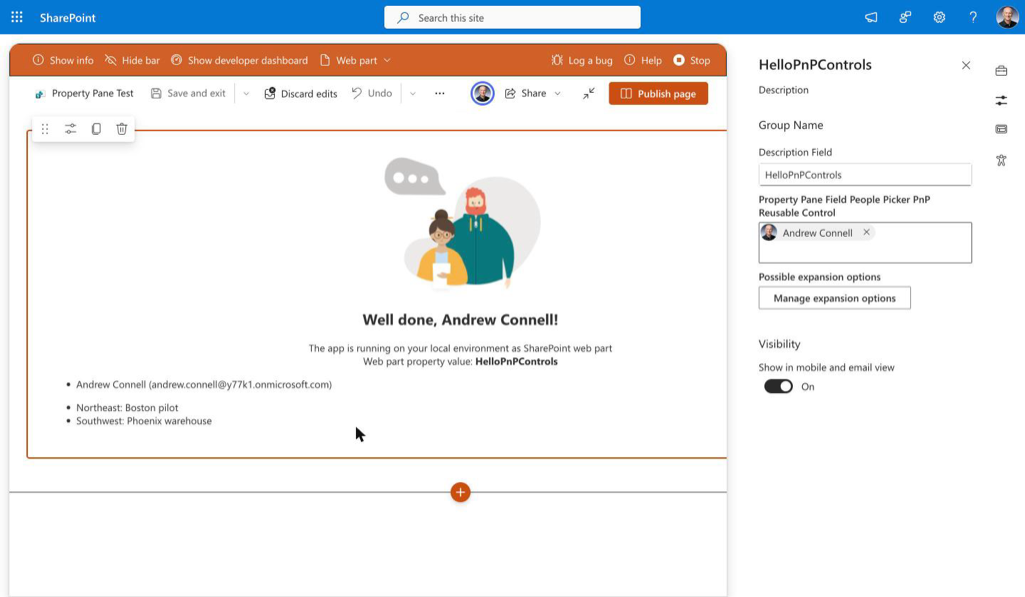 SharePoint
Search this site
Show info
Hide bar
Show developer dashboard
Web part
Log a bug
Help
Stop
Property Pane Test
Save and exit
Discard edits
Undo
Share
Publish page
Well done, Andrew Connell!
The app is running on your local environment as SharePoint web part
Web part property value: HelloPnPControls
• Andrew Connell (andrew.connell@y77k1.onmicrosoft.com)
• Northeast: Boston pilot
• Southwest: Phoenix warehouse
HelloPnPControls
Description
Group Name
Description Field
HelloPnPControls
Property Pane Field People Picker PnP
Reusable Control
Andrew Connell
Possible expansion options
Manage expansion options
Visibility
Show in mobile and email view
On